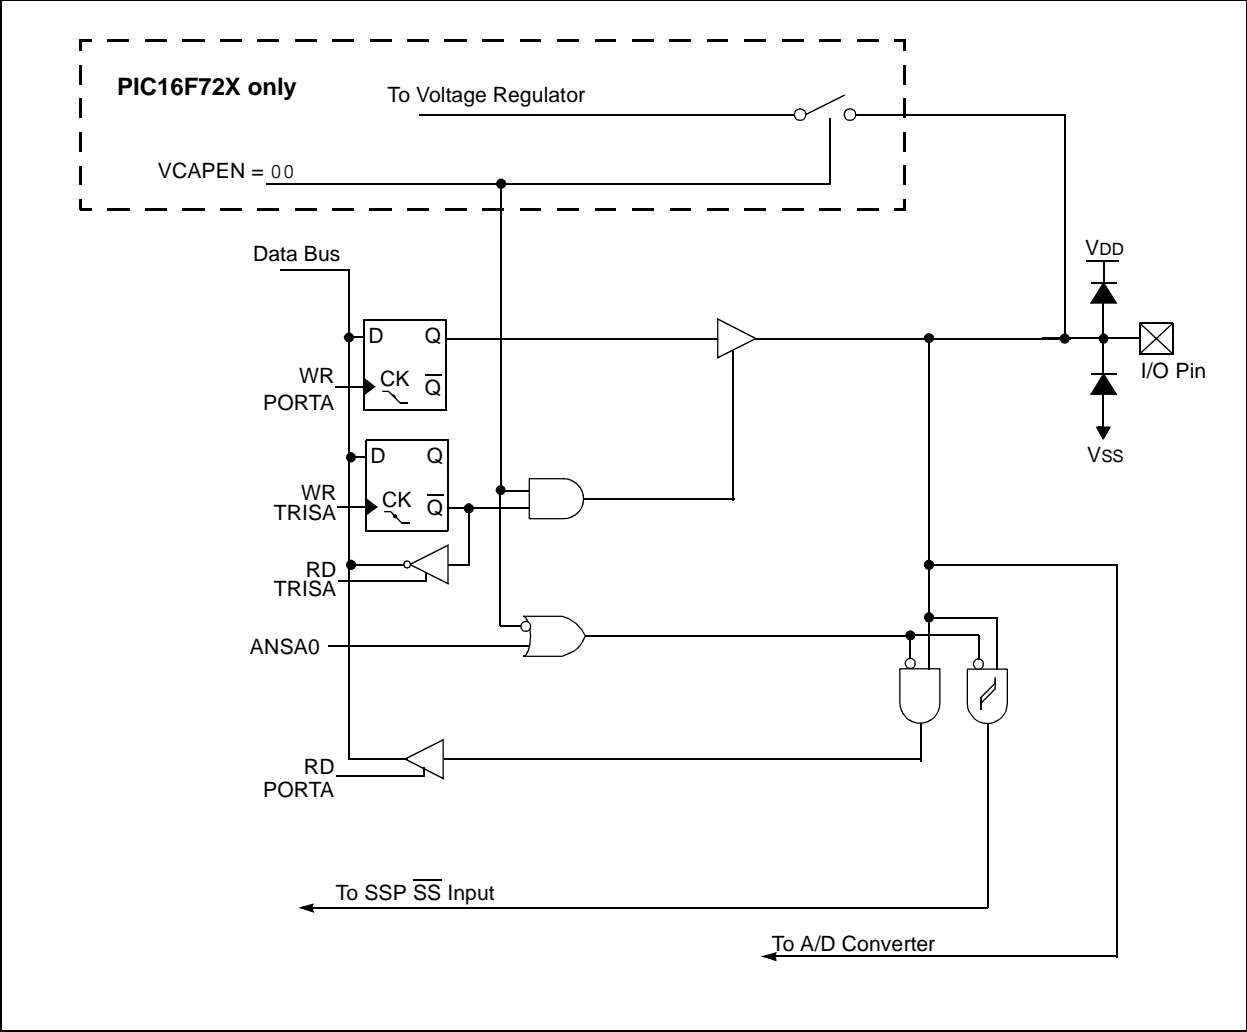 PIC16F72X only
To Voltage Regulator
VCAPEN = 00
Data Bus
VDD
D Q
WR
PORTA
CK Q̅
I/O Pin
VSS
D Q
WR
TRISA
CK Q̅
RD
TRISA
ANSA0
RD
PORTA
To SSP S̅S̅ Input
To A/D Converter